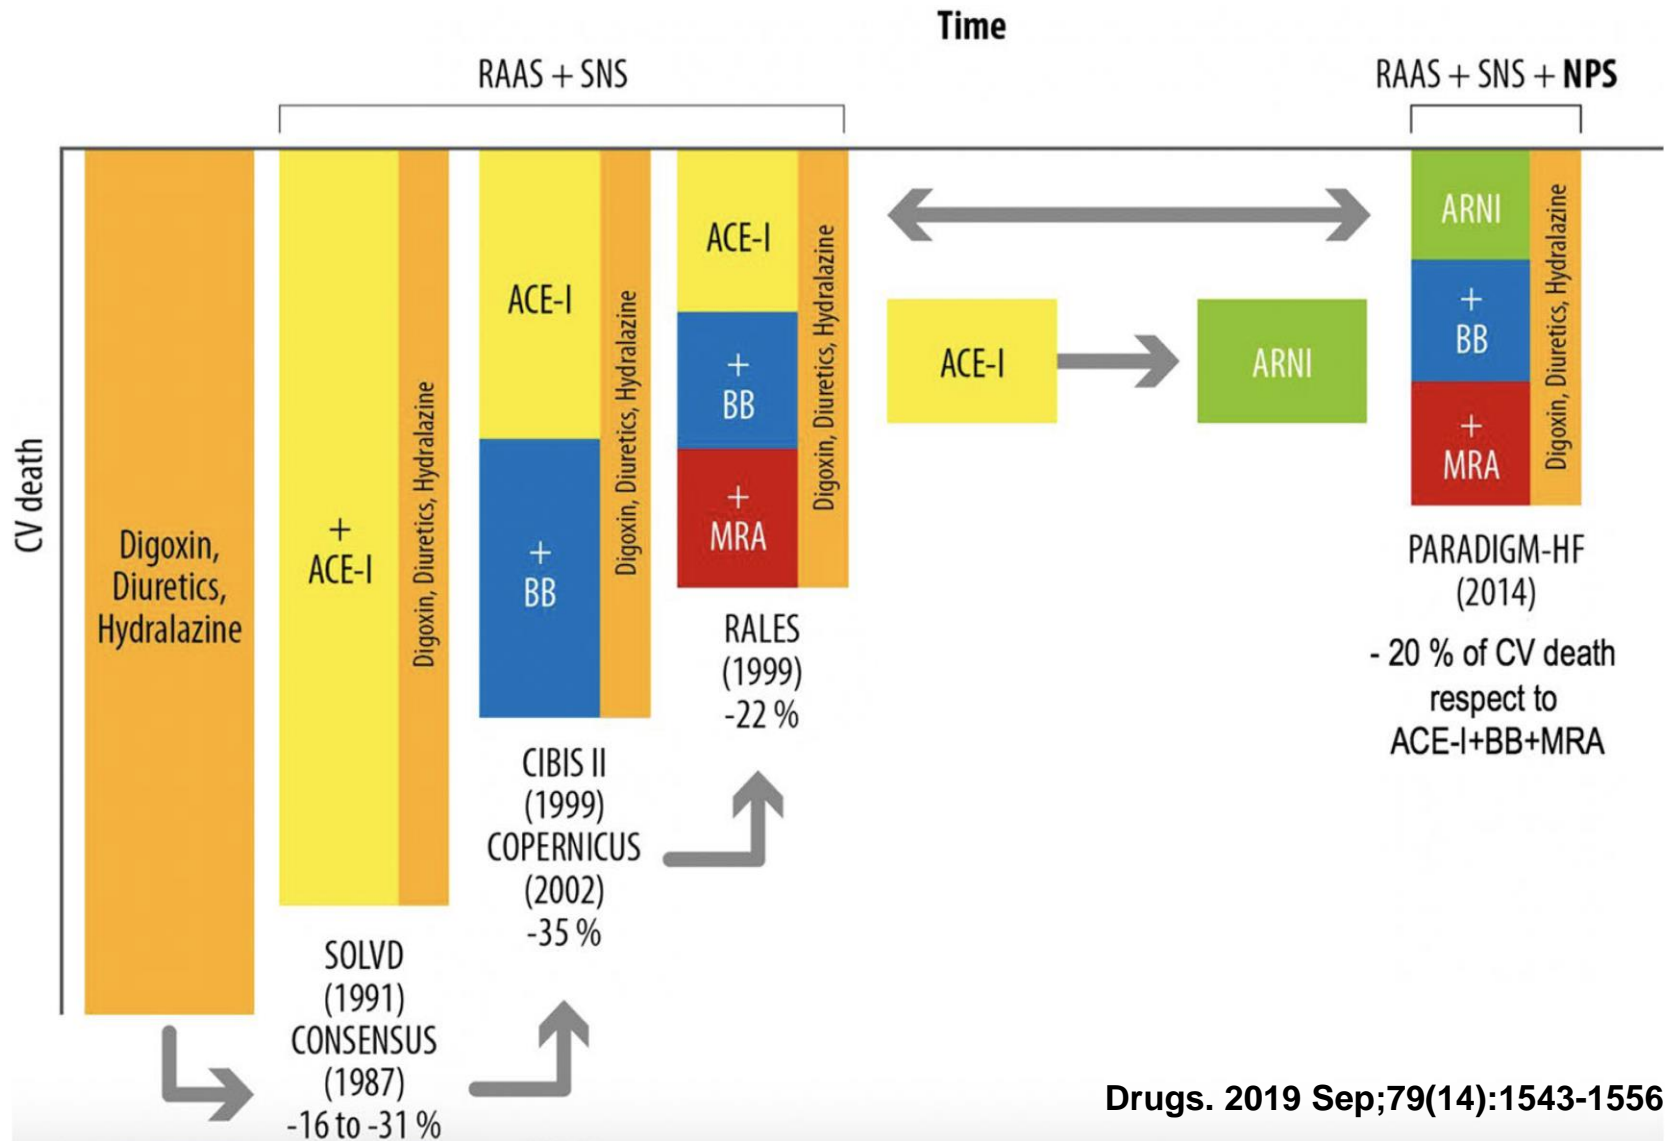 Time
RAAS + SNS
RAAS + SNS + NPS
CV death
Digoxin,
Diuretics,
Hydralazine
+
ACE-I
Digoxin, Diuretics, Hydralazine
SOLVD
(1991)
CONSENSUS
(1987)
-16 to -31 %
ACE-I
+
BB
Digoxin, Diuretics, Hydralazine
CIBIS II
(1999)
COPERNICUS
(2002)
-35 %
ACE-I
+
BB
+
MRA
Digoxin, Diuretics, Hydralazine
RALES
(1999)
-22 %
ACE-I
ARNI
ARNI
+
BB
+
MRA
Digoxin, Diuretics, Hydralazine
PARADIGM-HF
(2014)
- 20 % of CV death
respect to
ACE-I+BB+MRA
Drugs. 2019 Sep;79(14):1543-1556